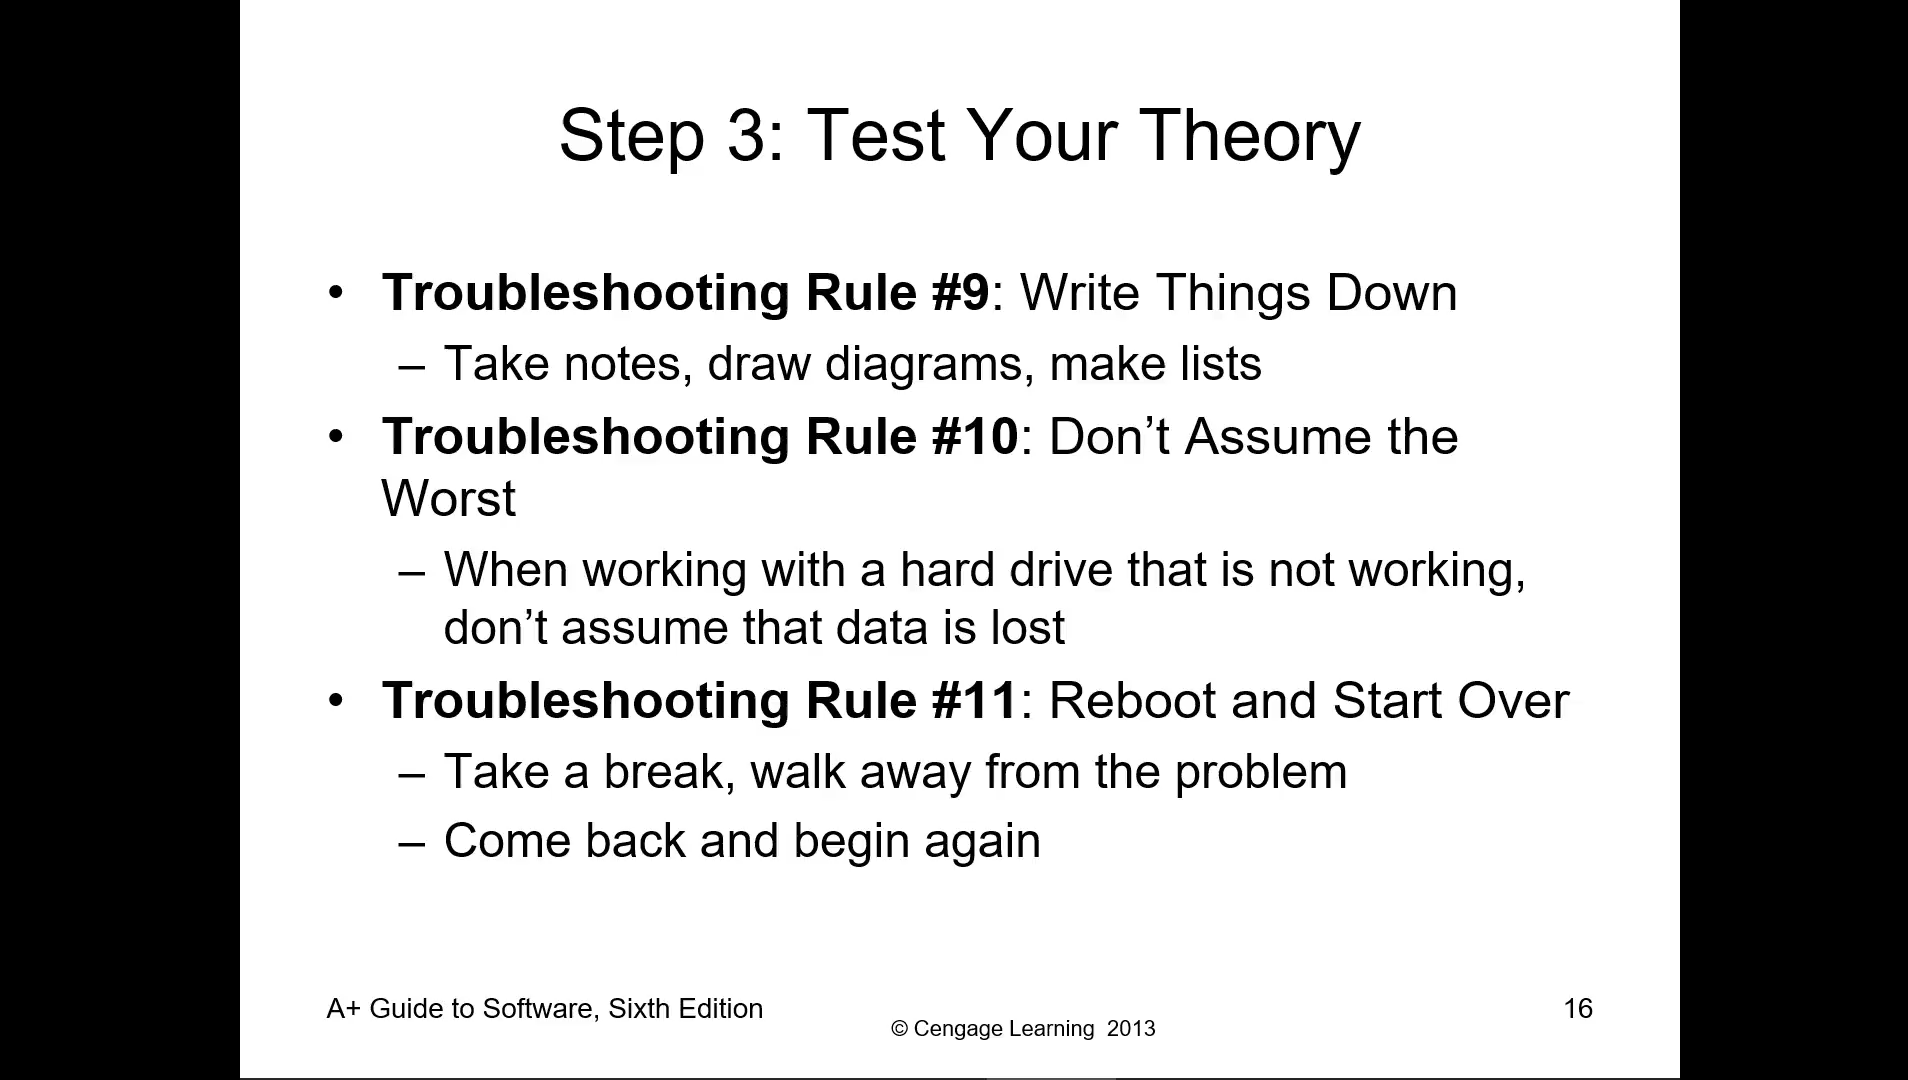 Step 3: Test Your Theory
• Troubleshooting Rule #9: Write Things Down
– Take notes, draw diagrams, make lists
• Troubleshooting Rule #10: Don’t Assume the
Worst
– When working with a hard drive that is not working,
don’t assume that data is lost
• Troubleshooting Rule #11: Reboot and Start Over
– Take a break, walk away from the problem
– Come back and begin again
A+ Guide to Software, Sixth Edition
© Cengage Learning 2013
16